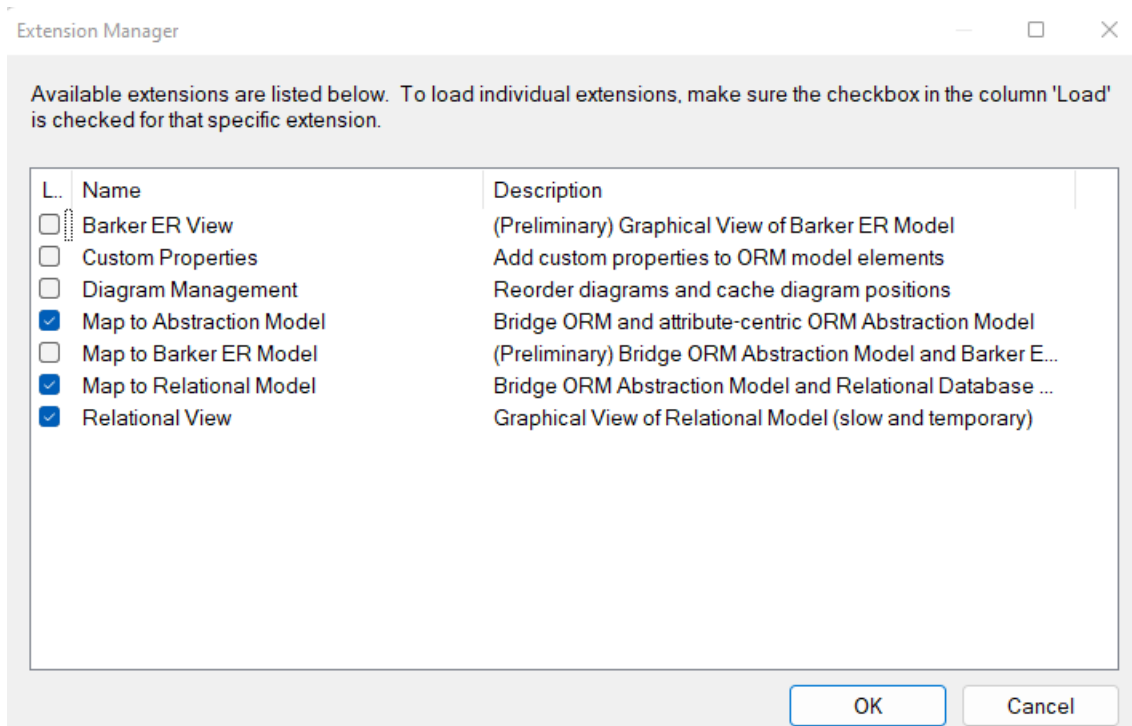 Extension Manager
Available extensions are listed below.  To load individual extensions, make sure the checkbox in the column 'Load'
is checked for that specific extension.
L.. Name Description
Barker ER View (Preliminary) Graphical View of Barker ER Model
Custom Properties Add custom properties to ORM model elements
Diagram Management Reorder diagrams and cache diagram positions
Map to Abstraction Model Bridge ORM and attribute-centric ORM Abstraction Model
Map to Barker ER Model (Preliminary) Bridge ORM Abstraction Model and Barker E...
Map to Relational Model Bridge ORM Abstraction Model and Relational Database ...
Relational View Graphical View of Relational Model (slow and temporary)
OK Cancel